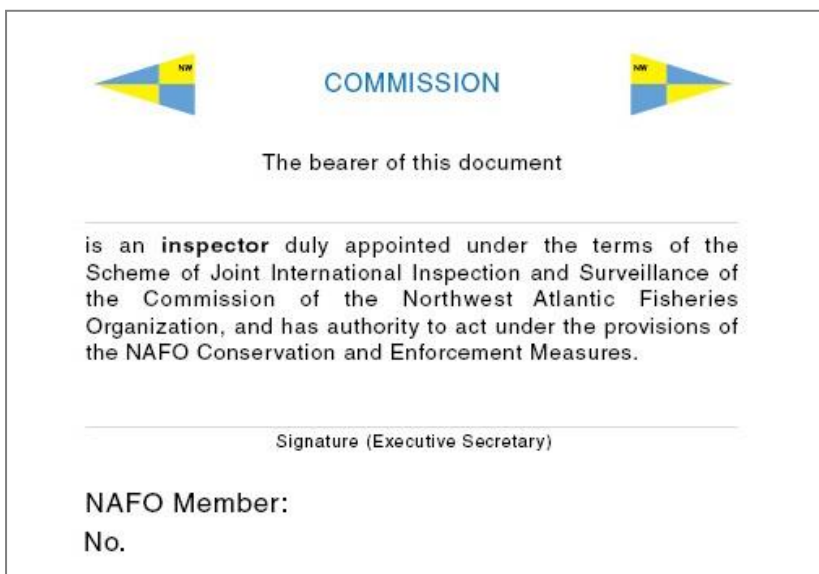 NW
COMMISSION
NW
The bearer of this document
is an inspector duly appointed under the terms of the
Scheme of Joint International Inspection and Surveillance of
the Commission of the Northwest Atlantic Fisheries
Organization, and has authority to act under the provisions of
the NAFO Conservation and Enforcement Measures.
Signature (Executive Secretary)
NAFO Member:
No.